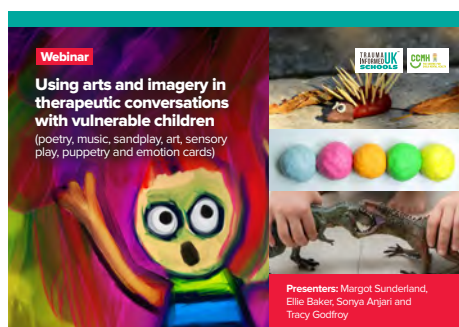 Webinar
Using arts and imagery in
therapeutic conversations
with vulnerable children
(poetry, music, sandplay, art, sensory
play, puppetry and emotion cards)
TRAUMA
INFORMED UK
SCHOOLS
CCMH
Presenters: Margot Sunderland,
Ellie Baker, Sonya Anjari and
Tracy Godfroy